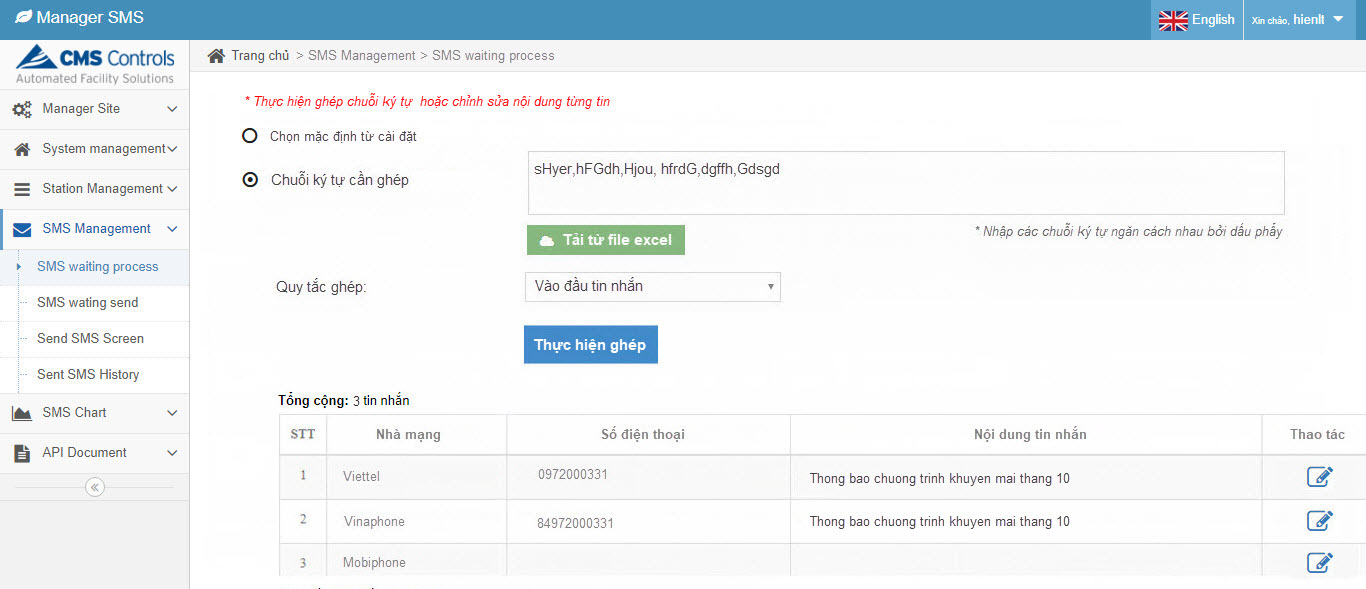 Manager SMS
English
Xin chào, hienlt
CMS Controls
Automated Facility Solutions
Trang chủ > SMS Management > SMS waiting process
Manager Site
System management
Station Management
SMS Management
SMS waiting process
SMS wating send
Send SMS Screen
Sent SMS History
SMS Chart
API Document
* Thực hiện ghép chuỗi ký tự hoặc chỉnh sửa nội dung từng tin
Chọn mặc định từ cài đặt
Chuỗi ký tự cần ghép
sHyer,hFGdh,Hjou, hfrdG,dgffh,Gdsgd
Tải từ file excel
* Nhập các chuỗi ký tự ngăn cách nhau bởi dấu phẩy
Quy tắc ghép:
Vào đầu tin nhắn
Thực hiện ghép
Tổng cộng: 3 tin nhắn
STT Nhà mạng Số điện thoại Nội dung tin nhắn Thao tác
1 Viettel 0972000331 Thong bao chuong trinh khuyen mai thang 10
2 Vinaphone 84972000331 Thong bao chuong trinh khuyen mai thang 10
3 Mobiphone